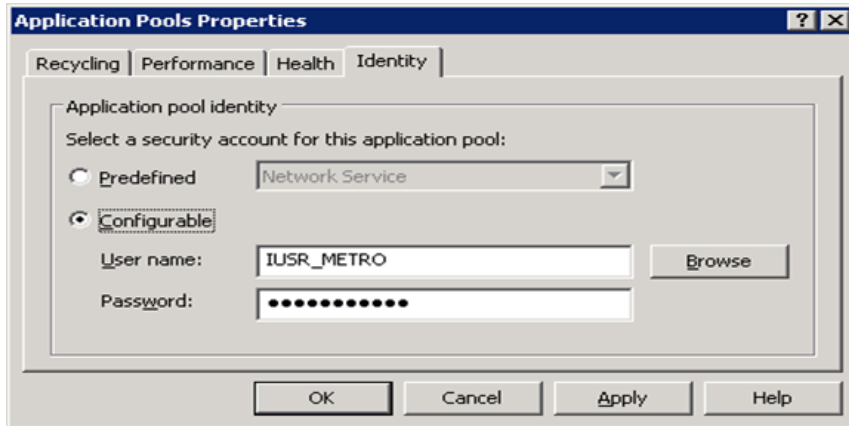 Application Pools Properties
Recycling Performance Health Identity
Application pool identity
Select a security account for this application pool:
Predefined Network Service
Configurable
User name: IUSR_METRO Browse
Password: ●●●●●●●●●●●
OK Cancel Apply Help